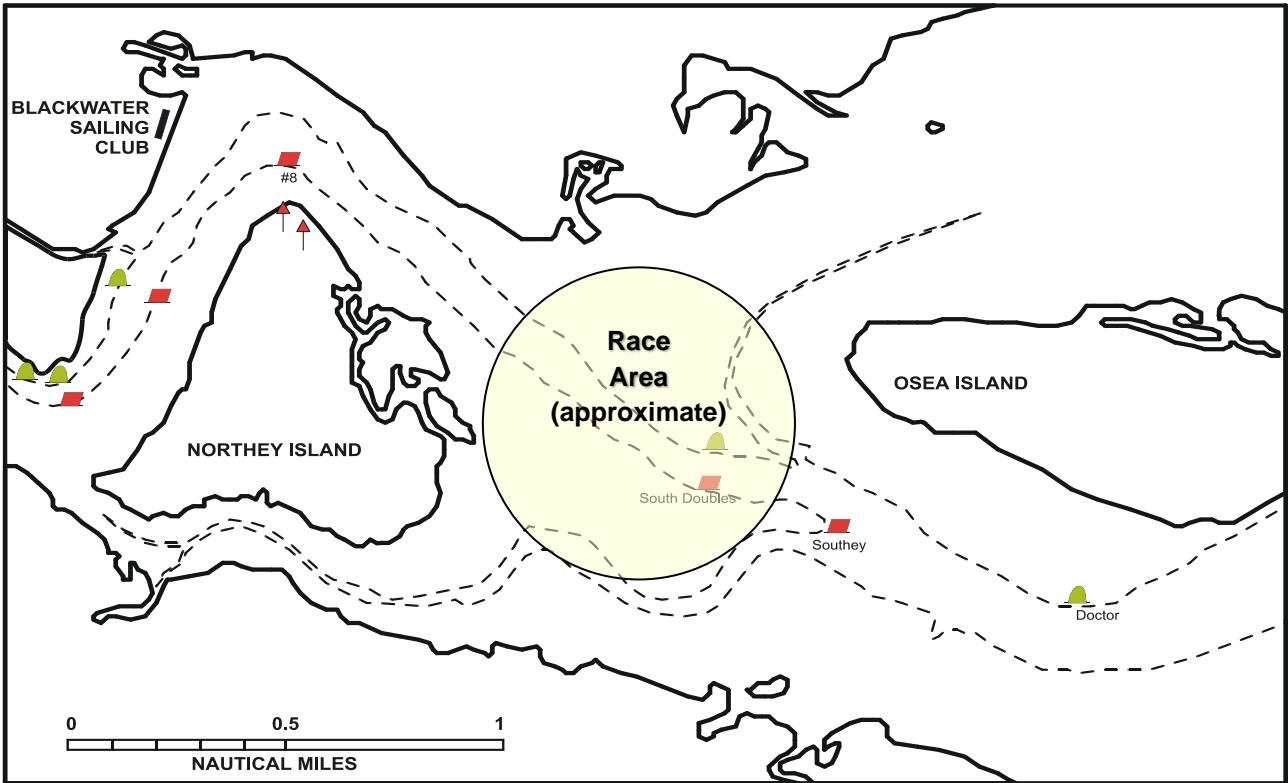 BLACKWATER
SAILING
CLUB
#8
Race
Area
(approximate)
OSEA ISLAND
NORTHEY ISLAND
South Doubles
Southey
Doctor
0 0.5 1
NAUTICAL MILES